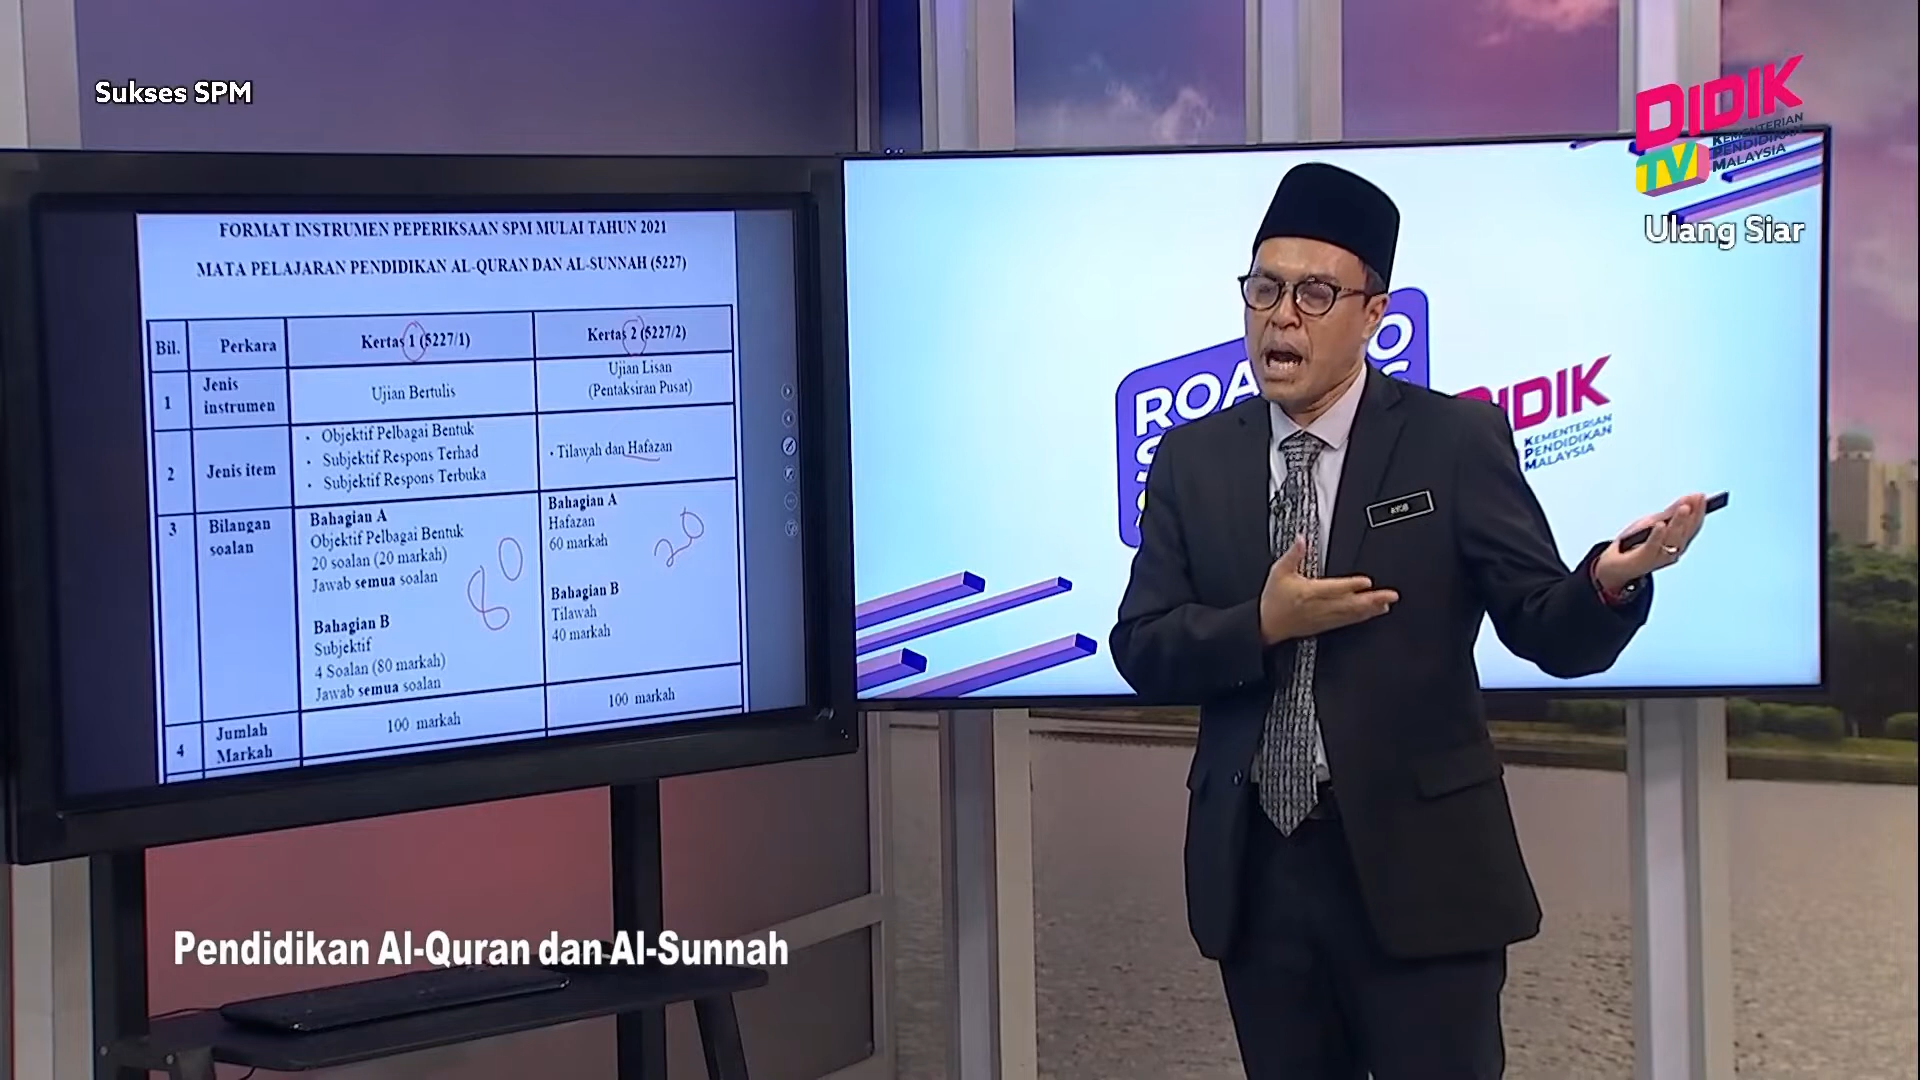 Sukses SPM
DIDIK
TV
KEMENTERIAN
PENDIDIKAN
MALAYSIA
Ulang Siar
FORMAT INSTRUMEN PEPERIKSAAN SPM MULAI TAHUN 2021
MATA PELAJARAN PENDIDIKAN AL-QURAN DAN AL-SUNNAH (5227)
Bil. Perkara Kertas 1 (5227/1) Kertas 2 (5227/2)
1 Jenis instrumen Ujian Bertulis Ujian Lisan
(Pentaksiran Pusat)
2 Jenis item
• Objektif Pelbagai Bentuk
• Subjektif Respons Terhad
• Subjektif Respons Terbuka
• Tilawah dan Hafazan
3 Bilangan
soalan
Bahagian A
Objektif Pelbagai Bentuk
20 soalan (20 markah)
Jawab semua soalan
80
Bahagian B
Subjektif
4 Soalan (80 markah)
Jawab semua soalan
Bahagian A
Hafazan
60 markah
20
Bahagian B
Tilawah
40 markah
4 Jumlah
Markah
100 markah
100 markah
ROA
O
DIDIK
KEMENTERIAN
PENDIDIKAN
MALAYSIA
AYOB
Pendidikan Al-Quran dan Al-Sunnah